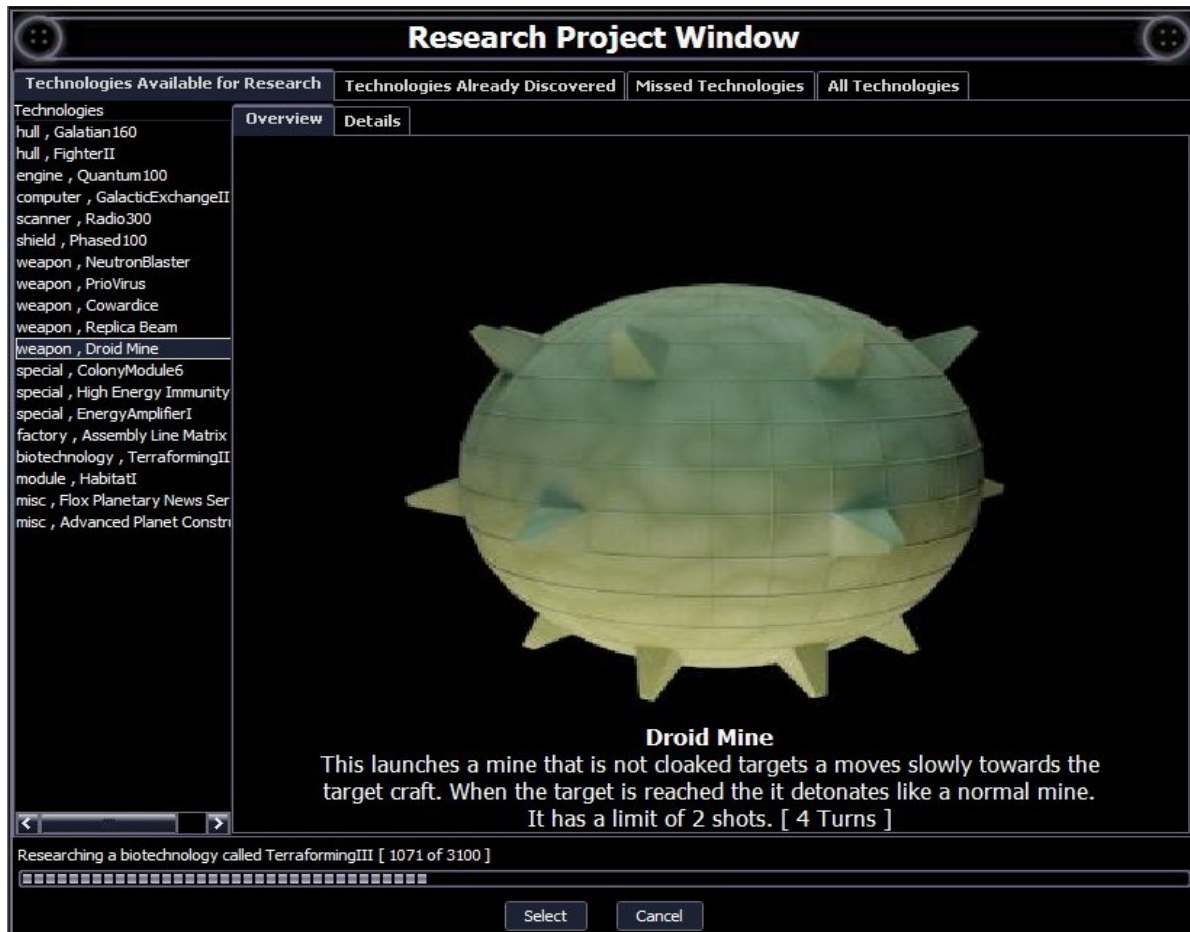 Research Project Window
Technologies Available for Research
Technologies Already Discovered
Missed Technologies
All Technologies
Technologies
hull , Galatian160
hull , FighterII
engine , Quantum100
computer , GalacticExchangeII
scanner , Radio300
shield , Phased100
weapon , NeutronBlaster
weapon , PrioVirus
weapon , Cowardice
weapon , Replica Beam
weapon , Droid Mine
special , ColonyModule6
special , High Energy Immunity
special , EnergyAmplifierI
factory , Assembly Line Matrix
biotechnology , TerraformingII
module , HabitatI
misc , Flox Planetary News Ser
misc , Advanced Planet Constru
Overview
Details
Droid Mine
This launches a mine that is not cloaked targets a moves slowly towards the
target craft. When the target is reached the it detonates like a normal mine.
It has a limit of 2 shots. [ 4 Turns ]
Researching a biotechnology called TerraformingIII [ 1071 of 3100 ]
Select
Cancel